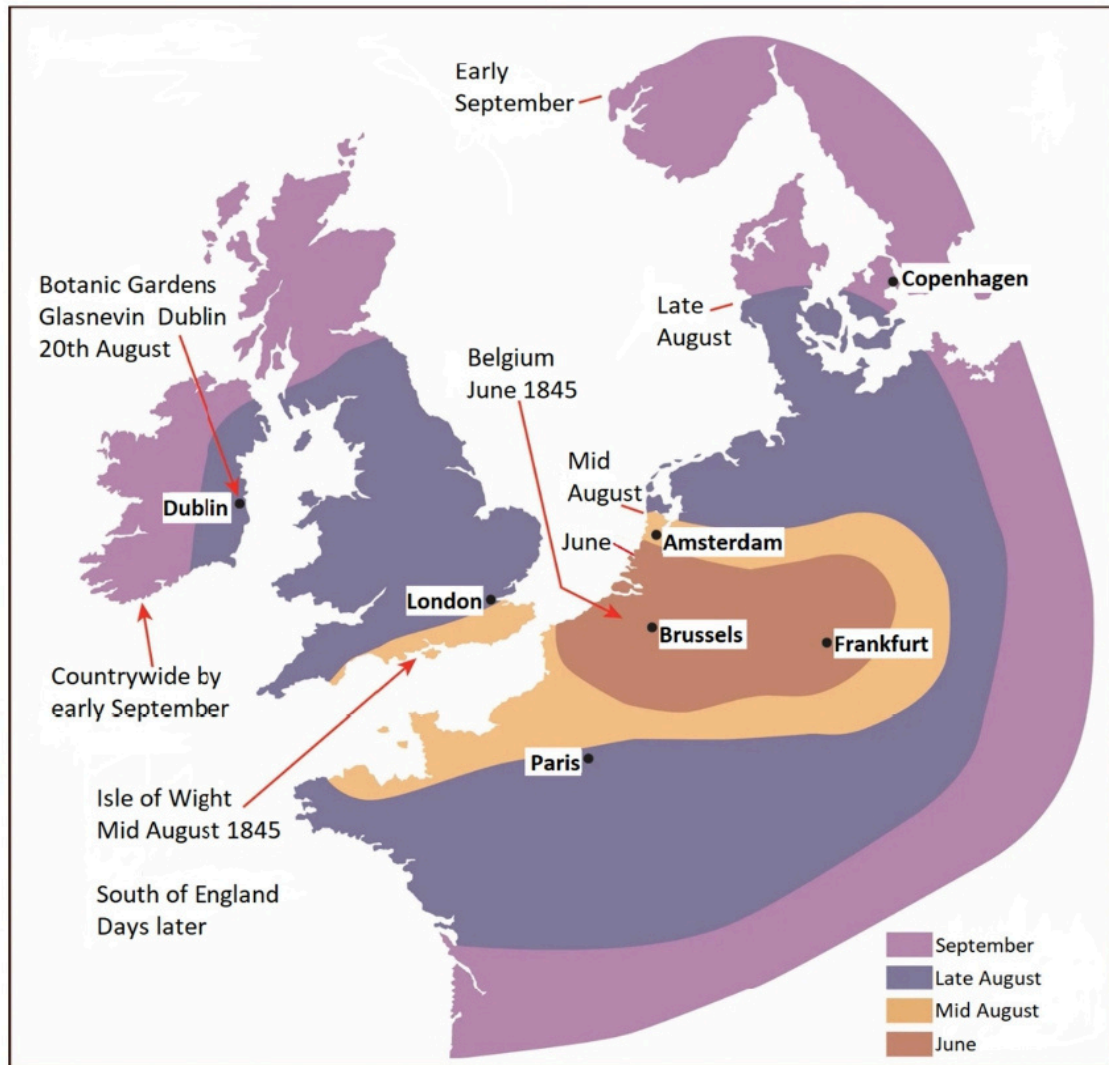 Early
September
Botanic Gardens
Glasnevin Dublin
20th August
Copenhagen
Late
August
Belgium
June 1845
Mid
August
Dublin
June
Amsterdam
London
Brussels
Frankfurt
Countrywide by
early September
Paris
Isle of Wight
Mid August 1845
South of England
Days later
September
Late August
Mid August
June